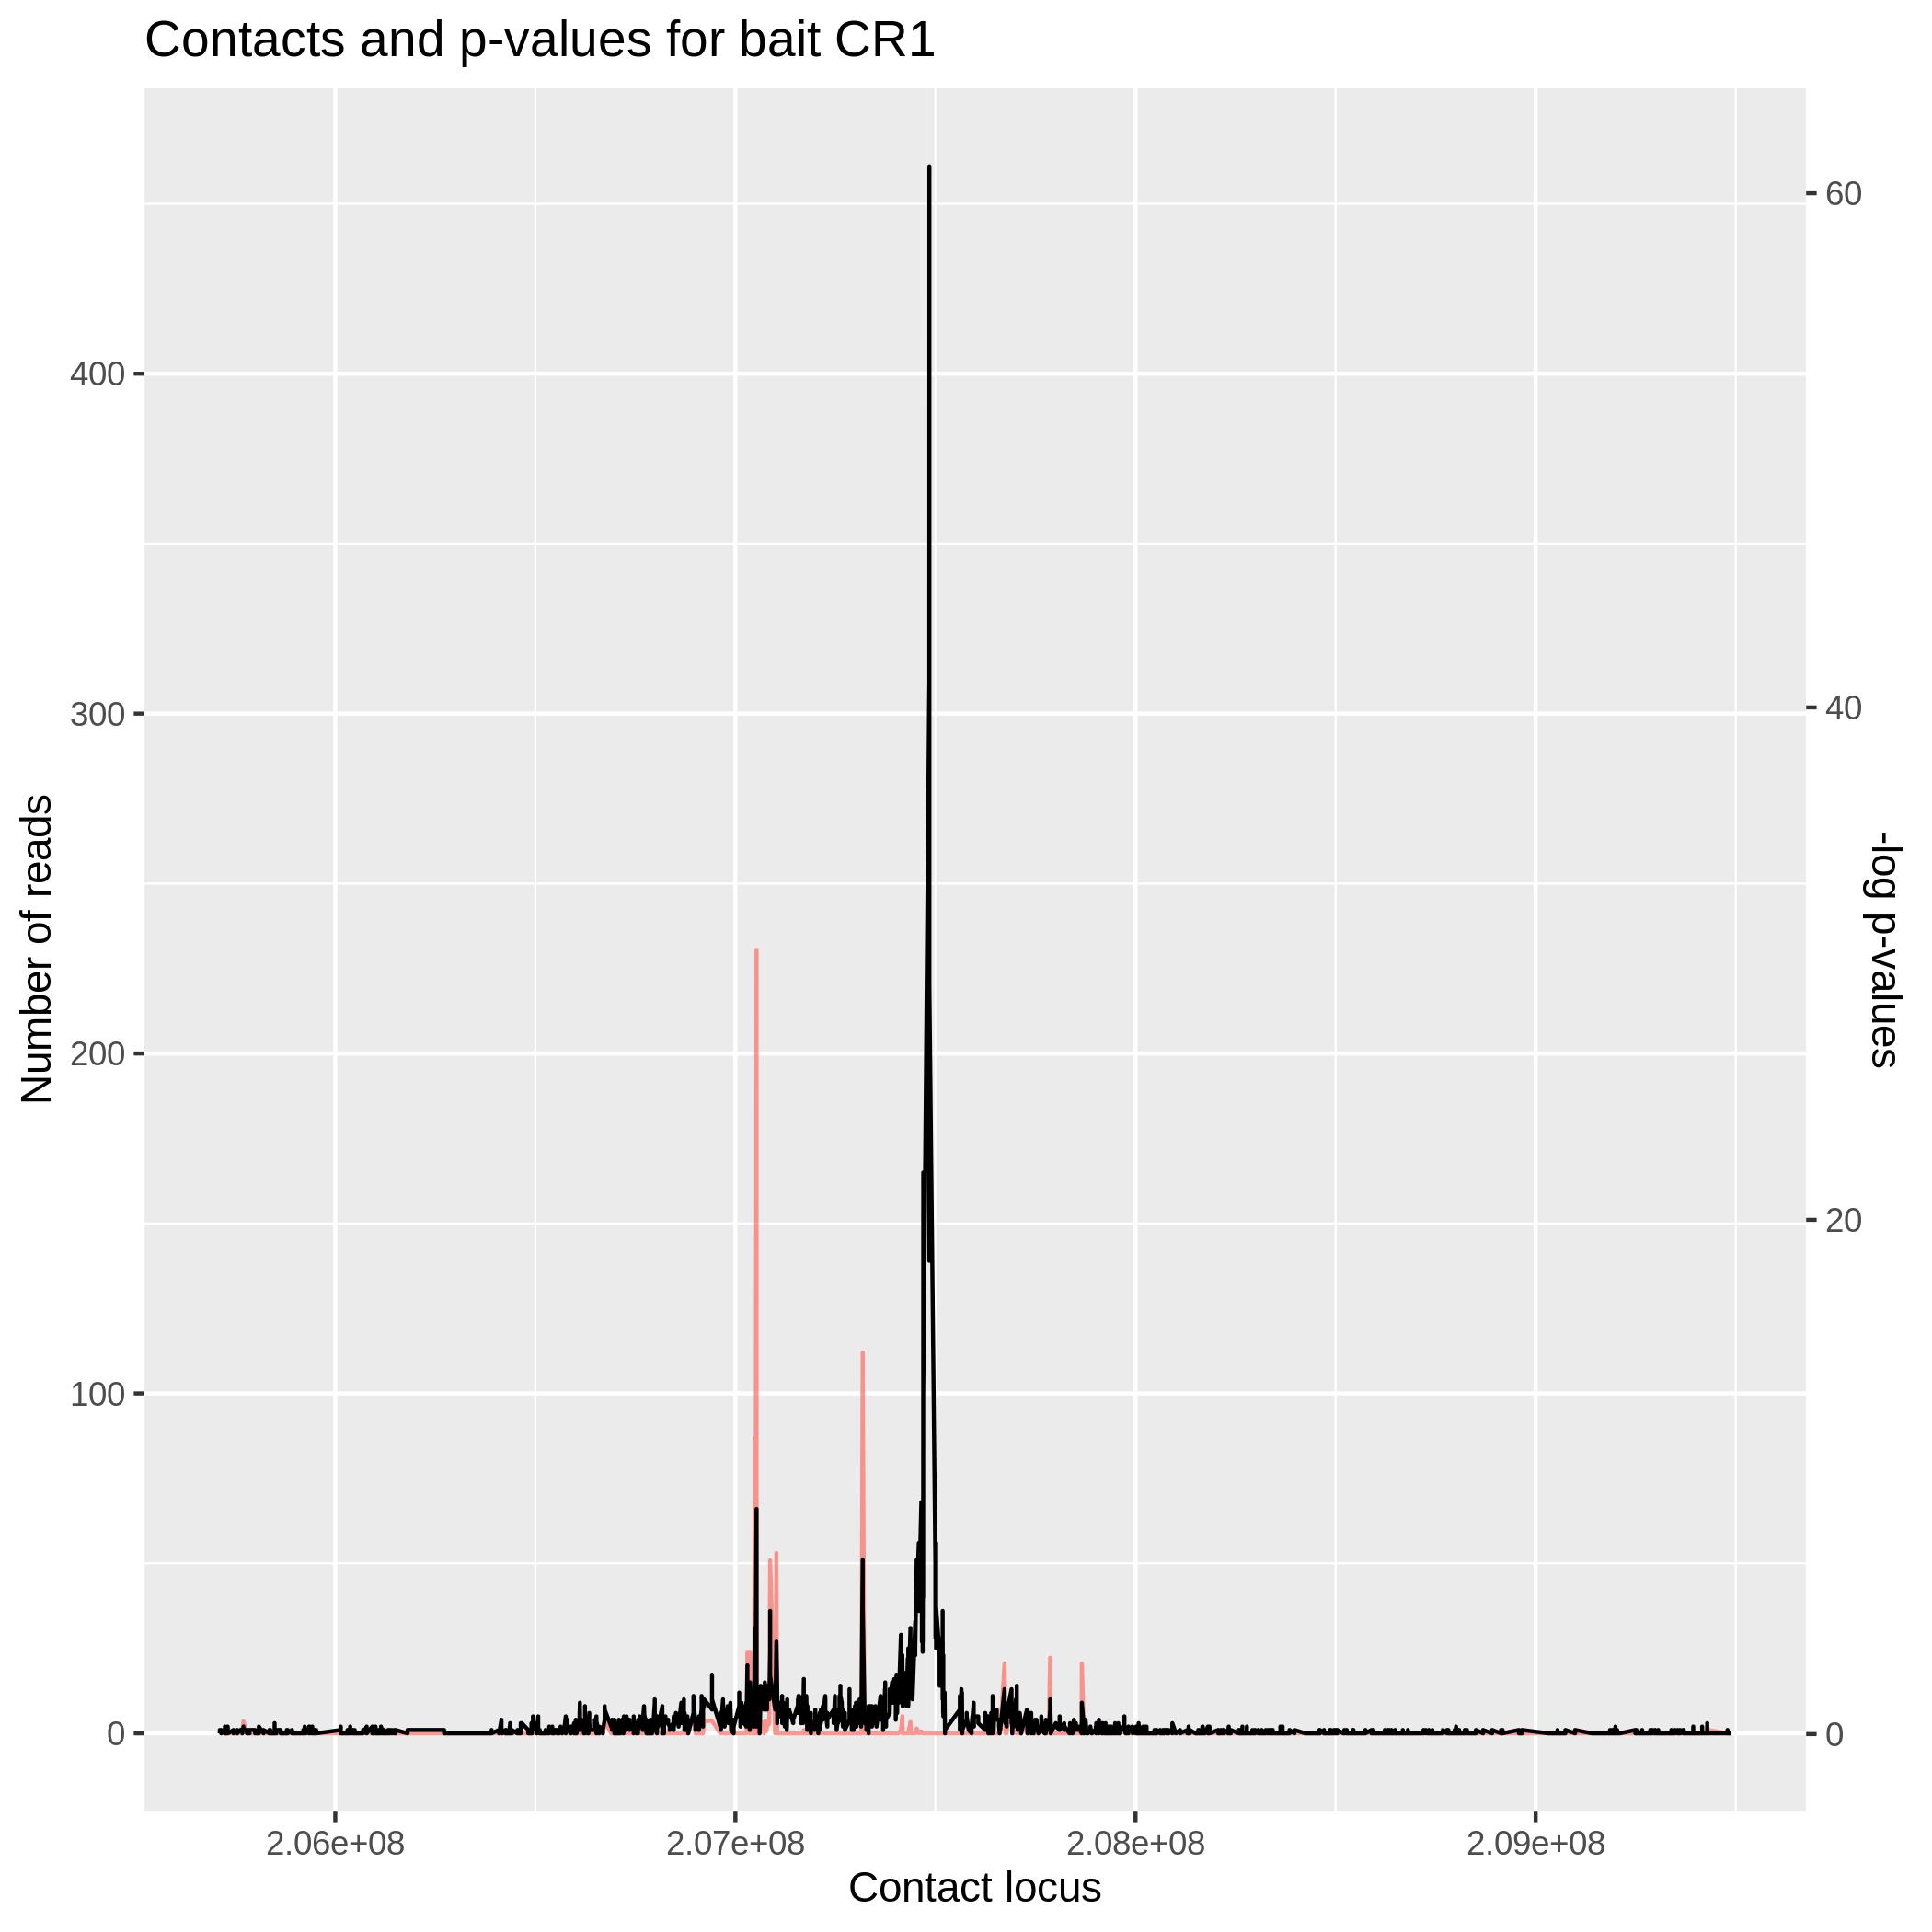 Contacts and p-values for bait CR1
Number of reads
400
300
200
100
0
60
40
20
0
-log p-values
2.06e+08
2.07e+08
2.08e+08
2.09e+08
Contact locus